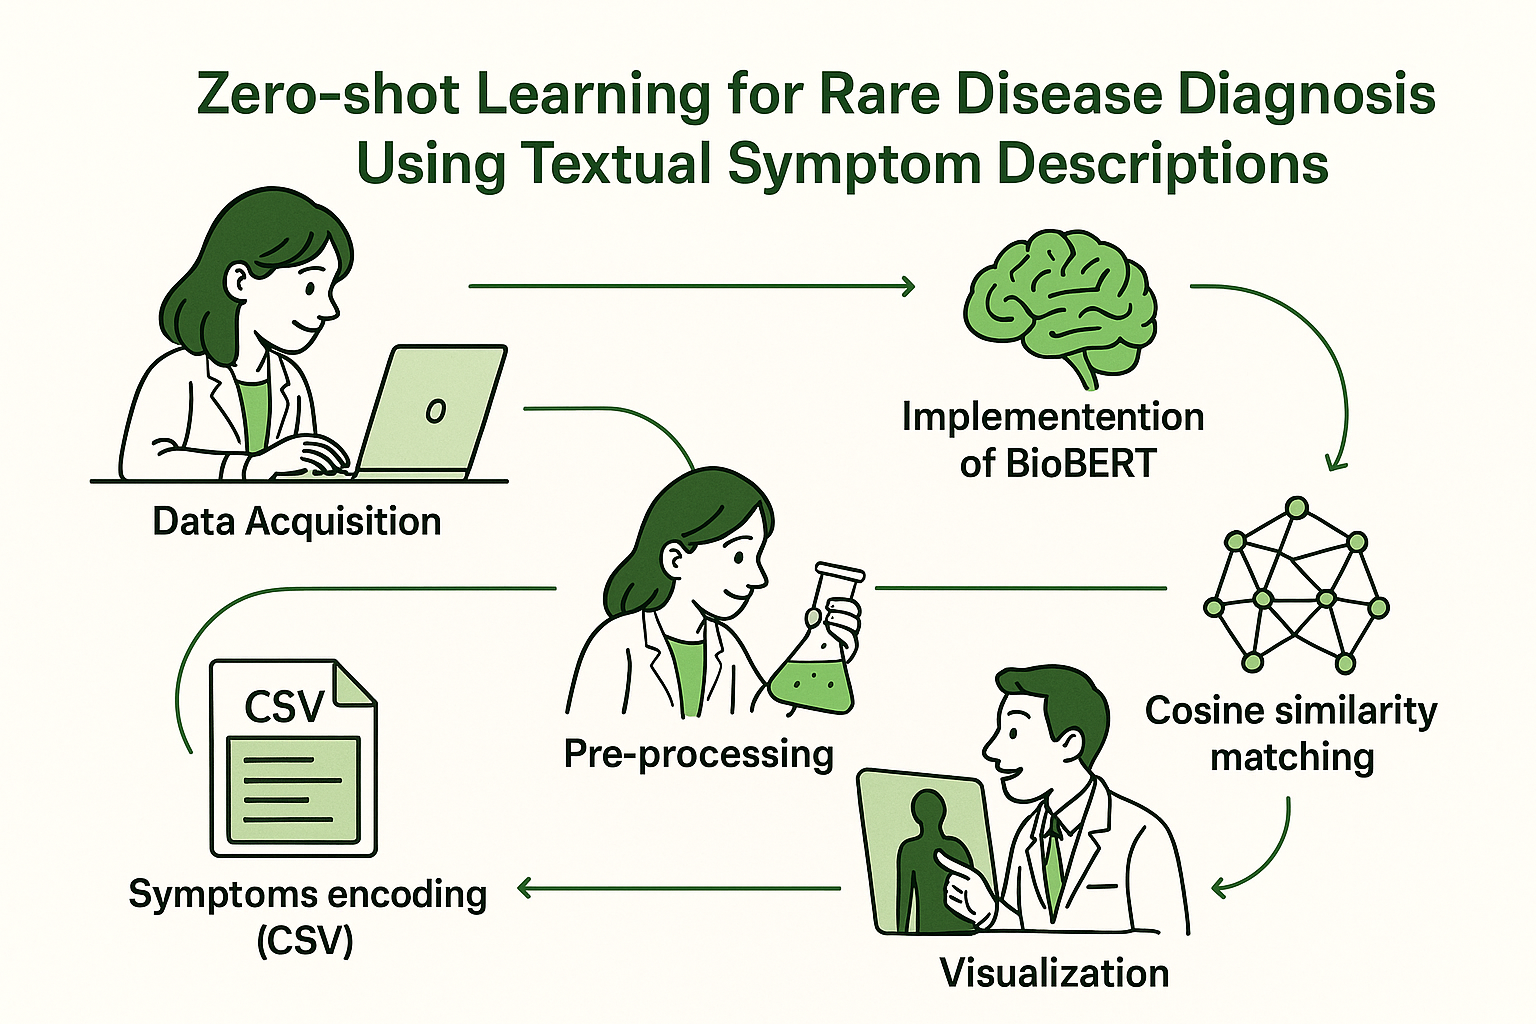 Zero-shot Learning for Rare Disease Diagnosis
Using Textual Symptom Descriptions
Data Acquisition
Implementention
of BioBERT
Pre-processing
Cosine similarity
matching
CSV
Symptoms encoding
(CSV)
Visualization